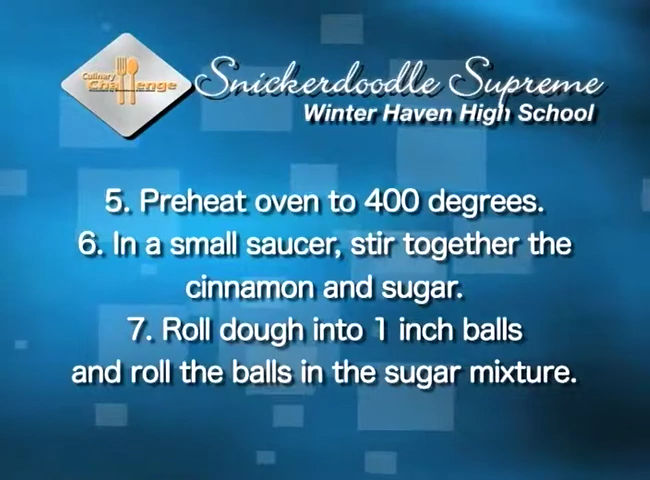 Culinary
Challenge
Snickerdoodle Supreme
Winter Haven High School
5. Preheat oven to 400 degrees.
6. In a small saucer, stir together the
cinnamon and sugar.
7. Roll dough into 1 inch balls
and roll the balls in the sugar mixture.